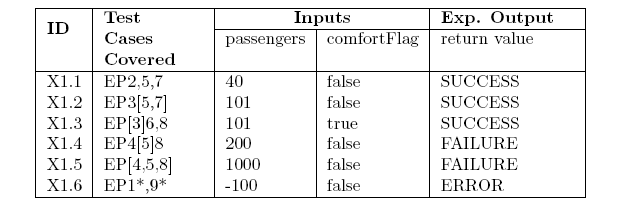 ID Test Inputs Exp. Output
Cases passengers comfortFlag return value
Covered
X1.1 EP2,5,7 40 false SUCCESS
X1.2 EP3[5,7] 101 false SUCCESS
X1.3 EP[3]6,8 101 true SUCCESS
X1.4 EP4[5]8 200 false FAILURE
X1.5 EP[4,5,8] 1000 false FAILURE
X1.6 EP1*,9* -100 false ERROR